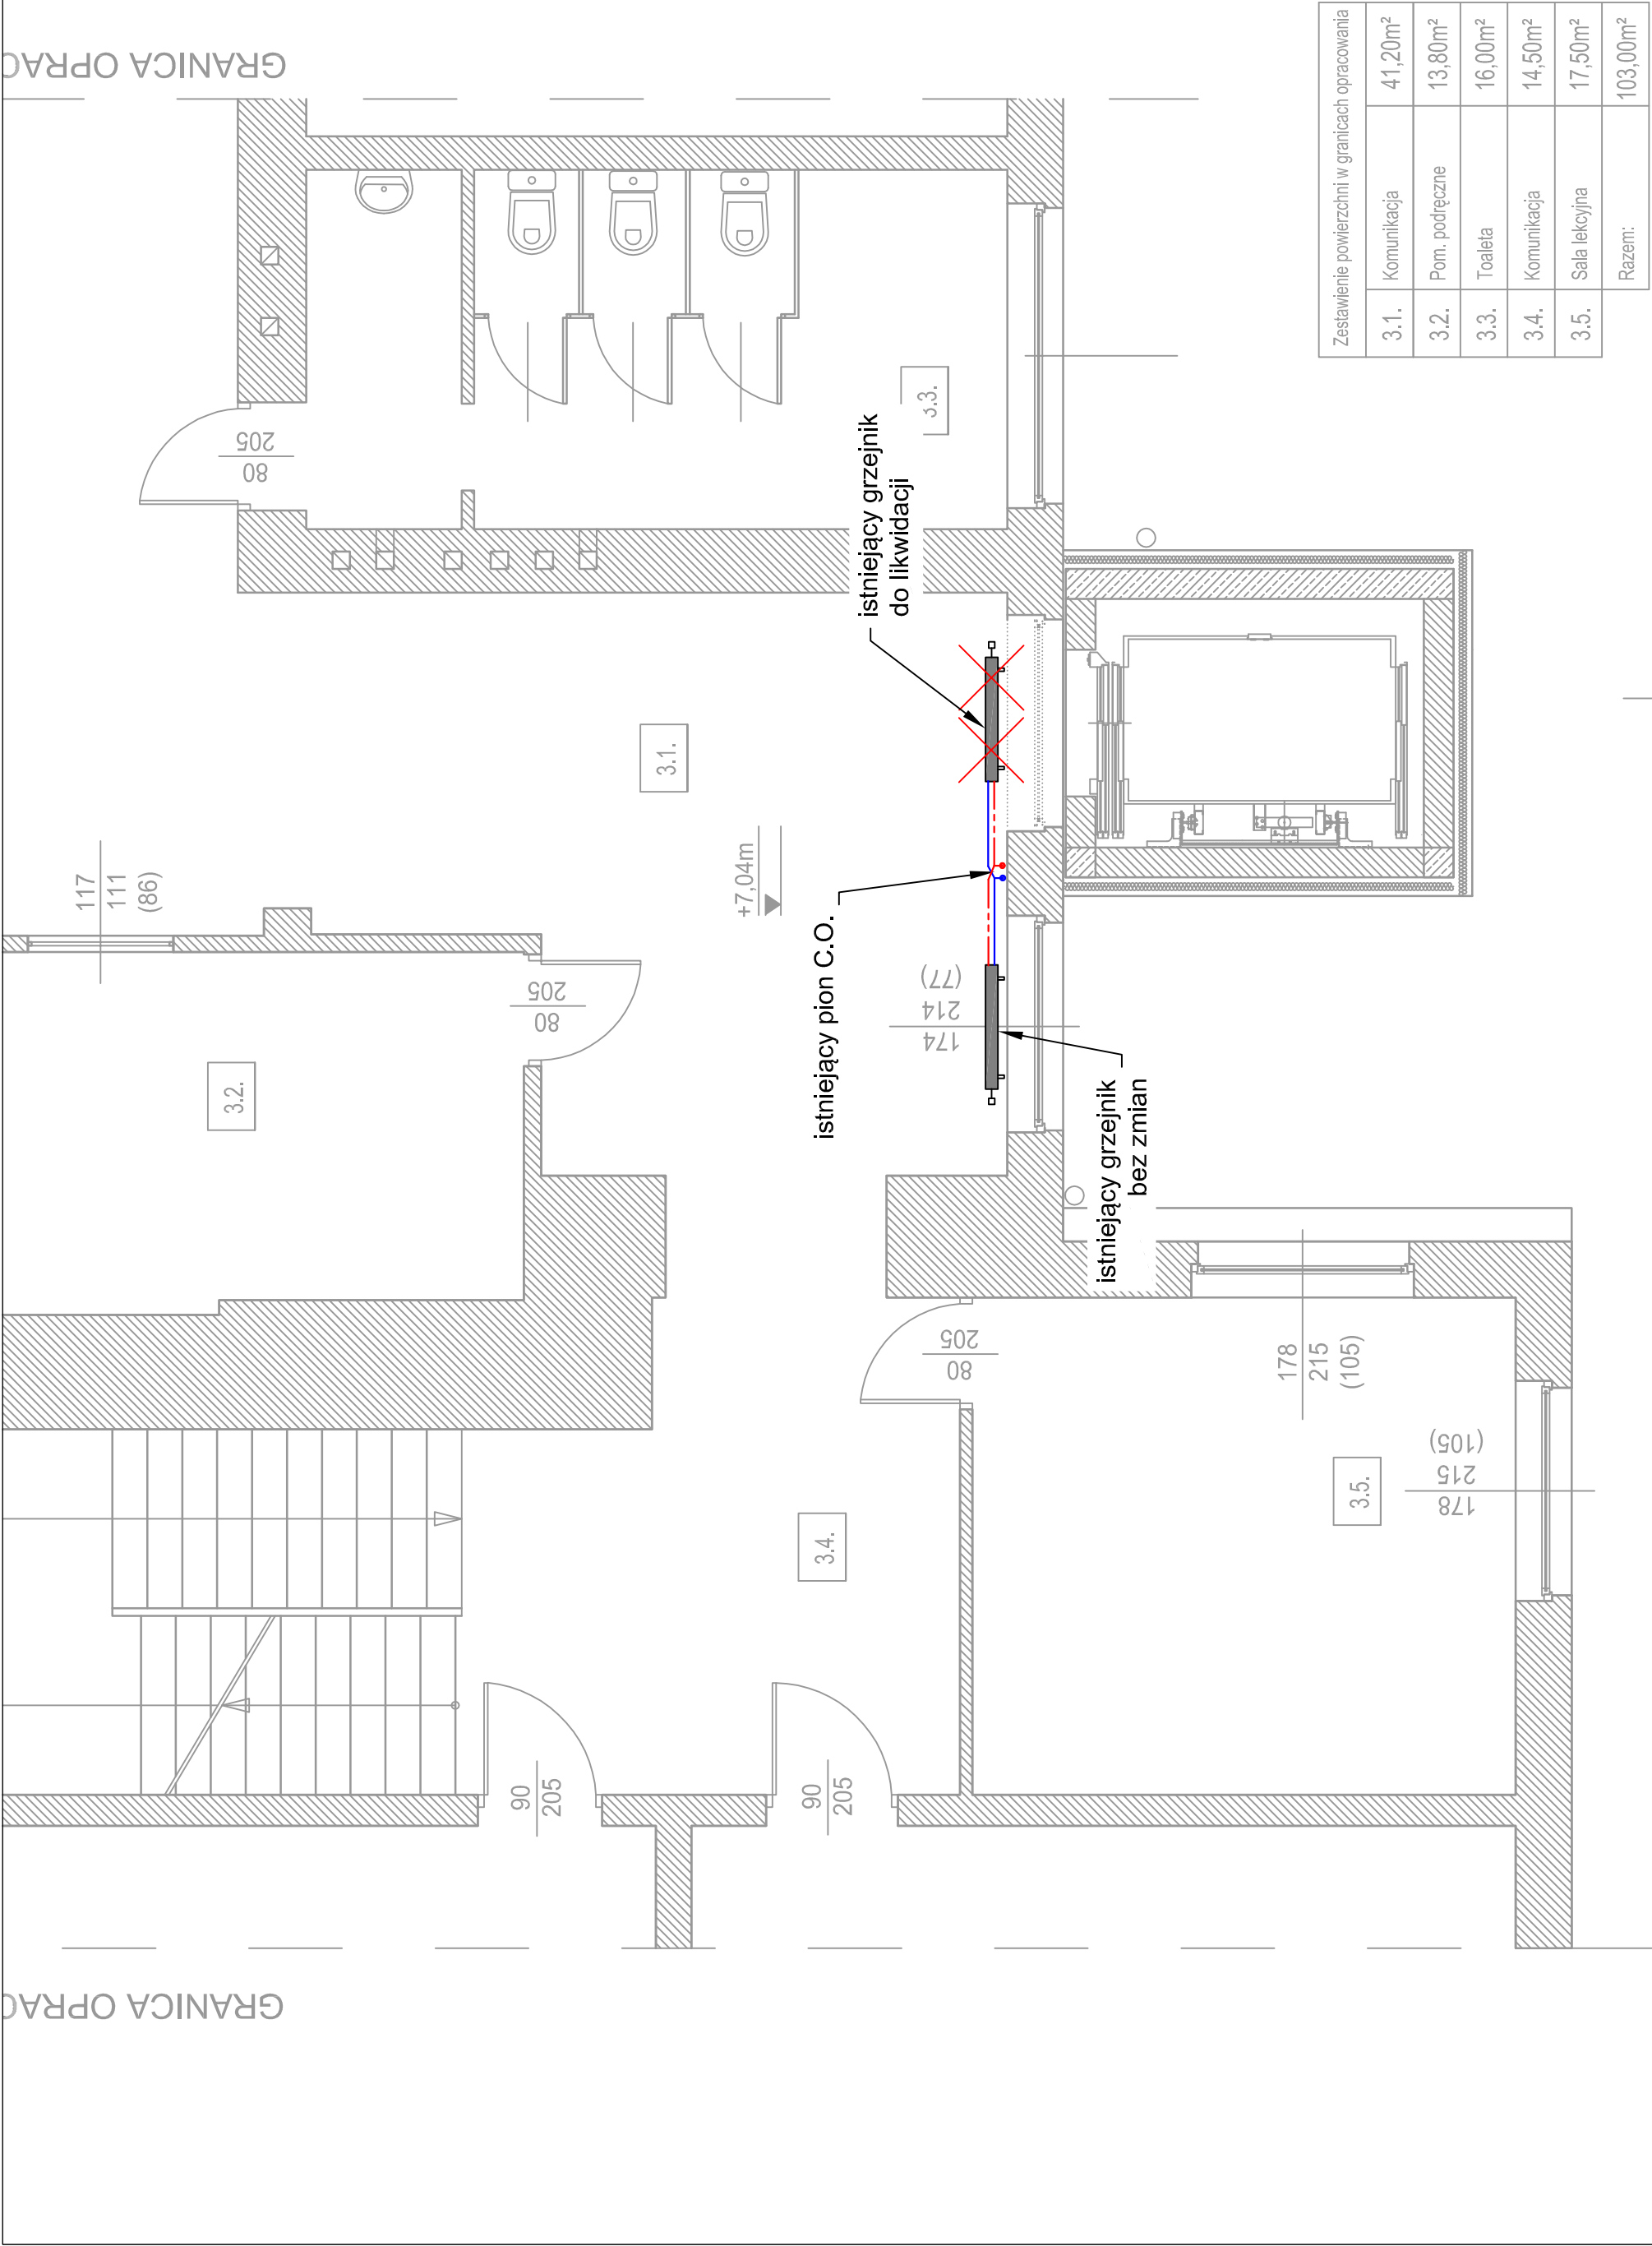 GRANICA OPRAC
GRANICA OPRAC
Zestawienie powierzchni w granicach opracowania
3.1. Komunikacja 41,20m²
3.2. Pom. podręczne 13,80m²
3.3. Toaleta 16,00m²
3.4. Komunikacja 14,50m²
3.5. Sala lekcyjna 17,50m²
Razem: 103,00m²
80
205
3.3.
istniejący grzejnik
do likwidacji
3.1.
+7,04m
117
111
(86)
80
205
3.2.
istniejący pion C.O.
174
214
(77)
istniejący grzejnik
bez zmian
80
205
178
215
(105)
178
215
(105)
3.5.
3.4.
90
205
90
205